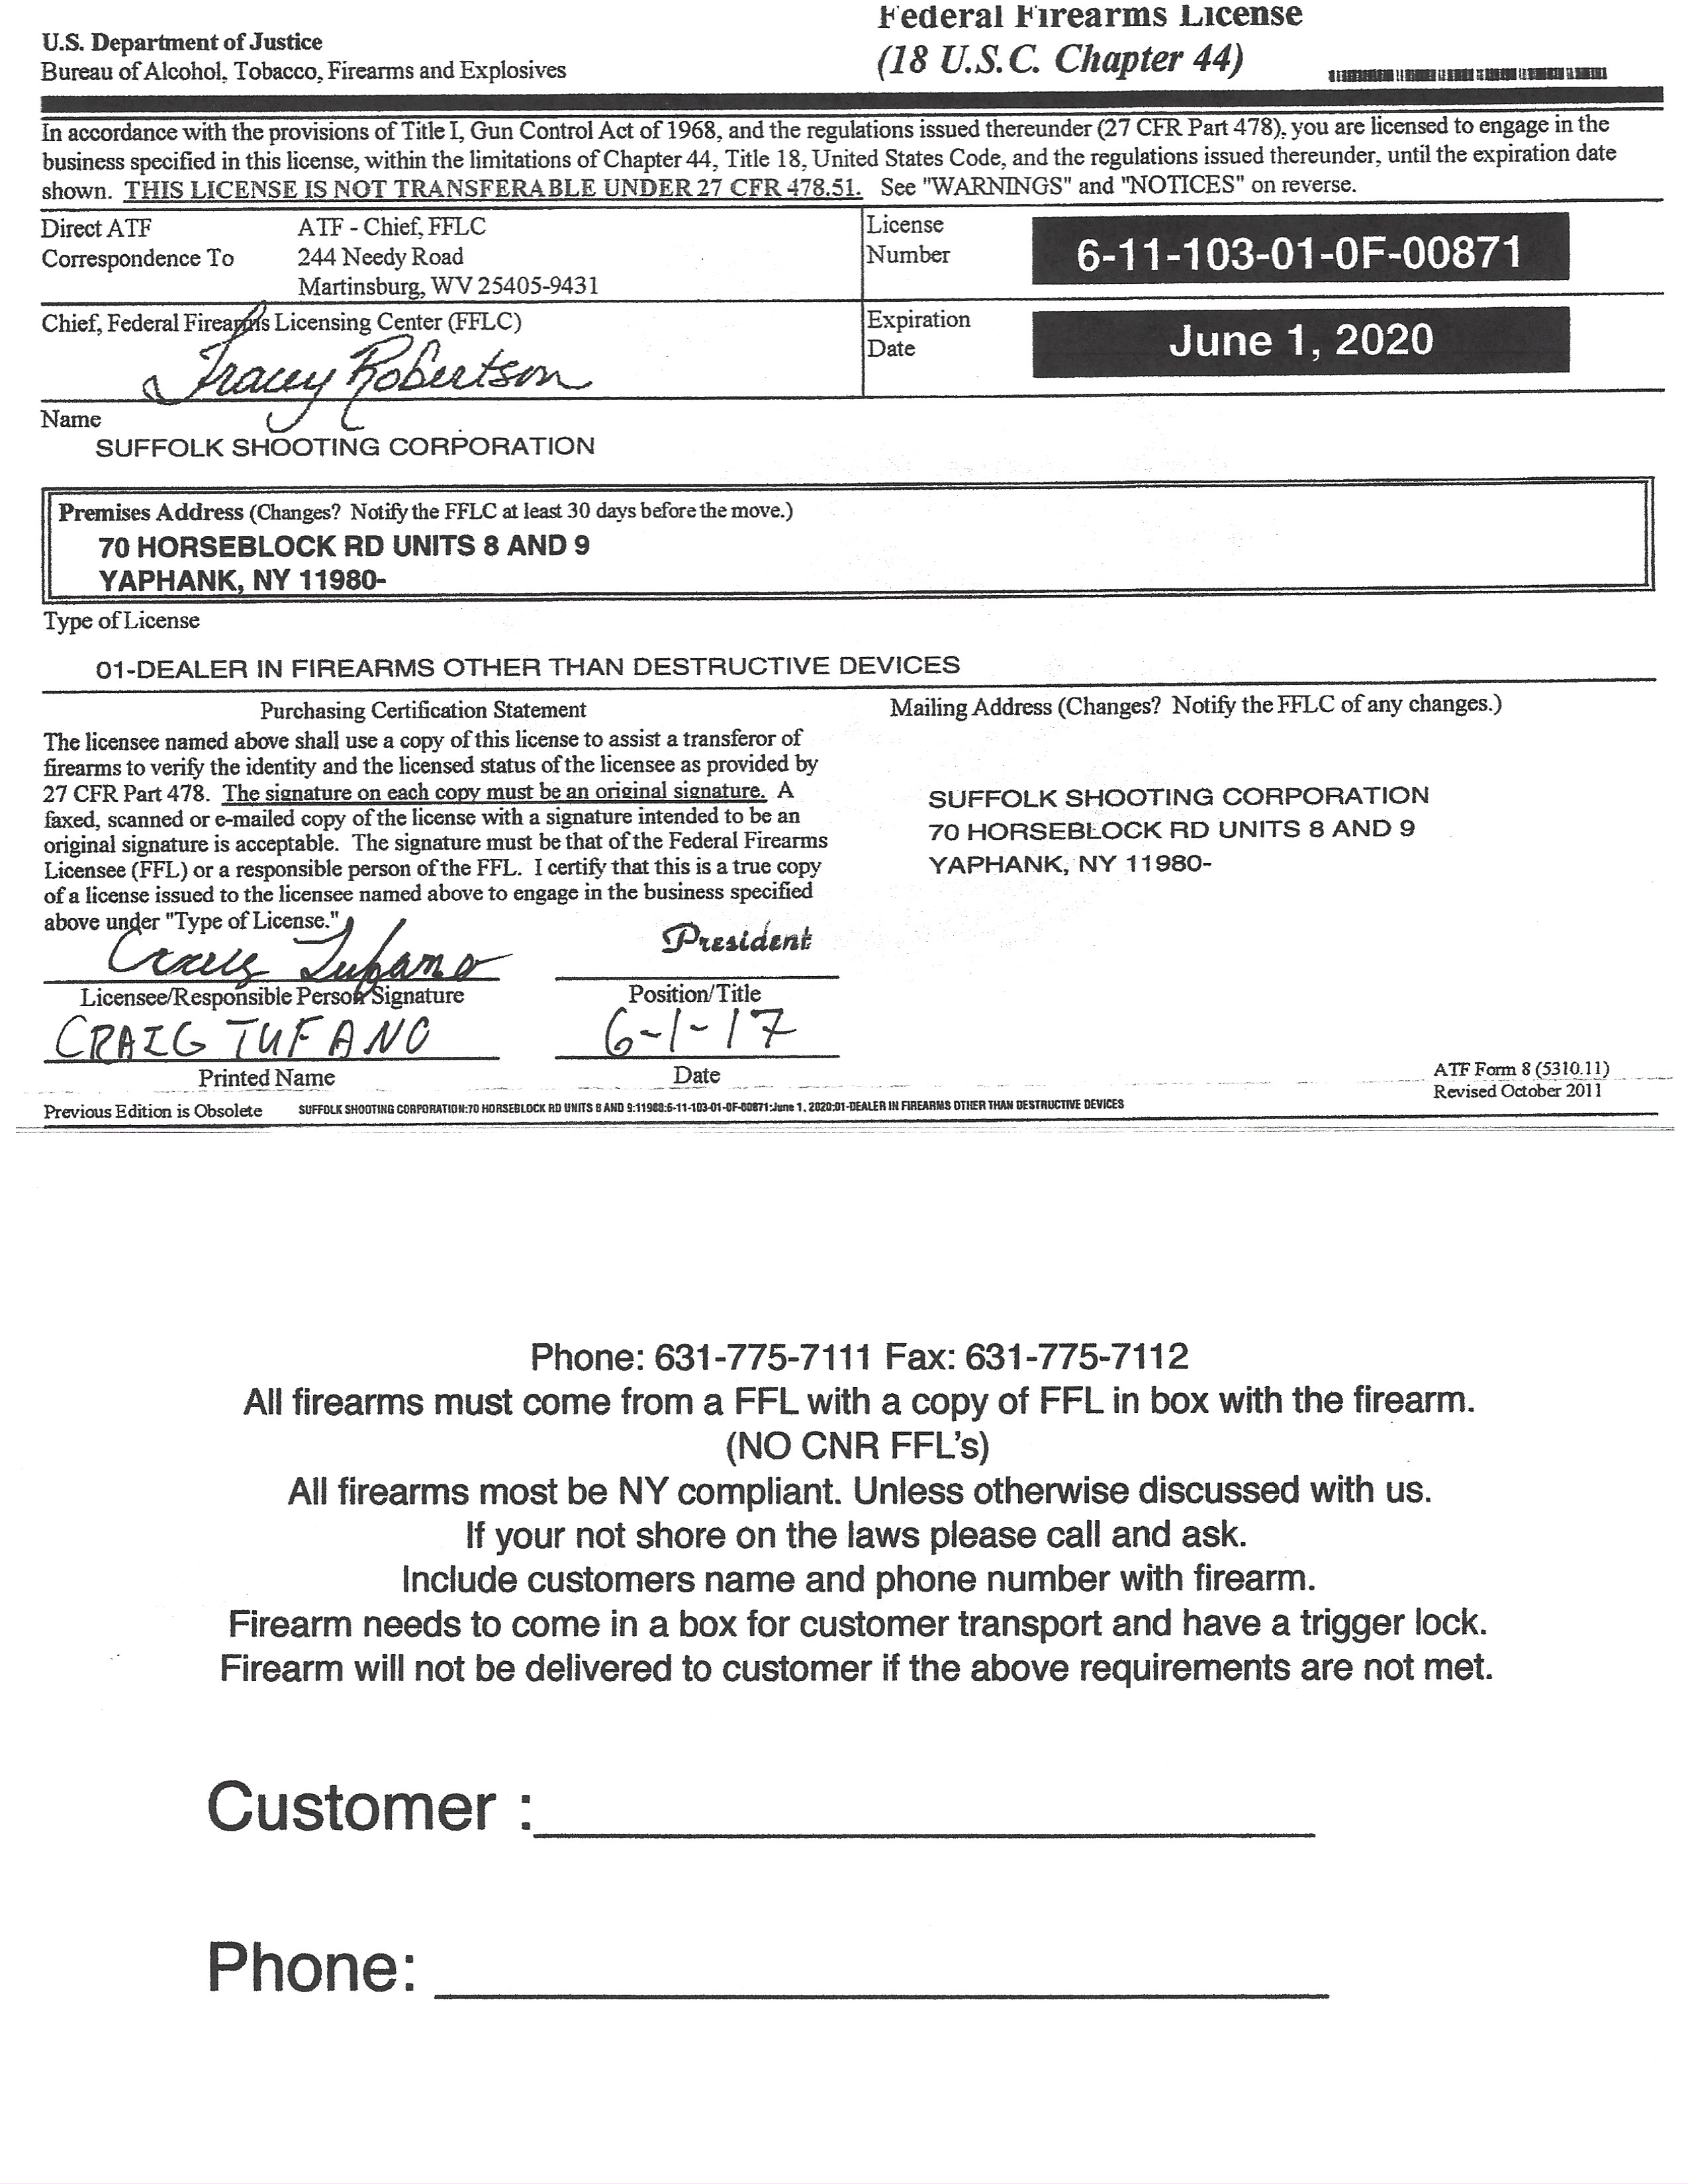 Federal Firearms License
(18 U.S.C. Chapter 44)
U.S. Department of Justice
Bureau of Alcohol, Tobacco, Firearms and Explosives
In accordance with the provisions of Title I, Gun Control Act of 1968, and the regulations issued thereunder (27 CFR Part 478), you are licensed to engage in the
business specified in this license, within the limitations of Chapter 44, Title 18, United States Code, and the regulations issued thereunder, until the expiration date
shown. THIS LICENSE IS NOT TRANSFERABLE UNDER 27 CFR 478.51. See "WARNINGS" and "NOTICES" on reverse.
Direct ATF
Correspondence To
ATF - Chief, FFLC
244 Needy Road
Martinsburg, WV 25405-9431
License
Number
6-11-103-01-0F-00871
Chief, Federal Firearms Licensing Center (FFLC)
Tracey Robertson
Expiration
Date
June 1, 2020
Name
SUFFOLK SHOOTING CORPORATION
Premises Address (Changes? Notify the FFLC at least 30 days before the move.)
70 HORSEBLOCK RD UNITS 8 AND 9
YAPHANK, NY 11980-
Type of License
01-DEALER IN FIREARMS OTHER THAN DESTRUCTIVE DEVICES
Purchasing Certification Statement
The licensee named above shall use a copy of this license to assist a transferor of
firearms to verify the identity and the licensed status of the licensee as provided by
27 CFR Part 478. The signature on each copy must be an original signature. A
faxed, scanned or e-mailed copy of the license with a signature intended to be an
original signature is acceptable. The signature must be that of the Federal Firearms
Licensee (FFL) or a responsible person of the FFL. I certify that this is a true copy
of a license issued to the licensee named above to engage in the business specified
above under "Type of License."
Mailing Address (Changes? Notify the FFLC of any changes.)
SUFFOLK SHOOTING CORPORATION
70 HORSEBLOCK RD UNITS 8 AND 9
YAPHANK, NY 11980-
Craig Tufano
President
Licensee/Responsible Person Signature
Position/Title
CRAIG TUFANO
6-1-17
Printed Name
Date
ATF Form 8 (5310.11)
Revised October 2011
Previous Edition is Obsolete
SUFFOLK SHOOTING CORPORATION:70 HORSEBLOCK RD UNITS 8 AND 9:11980:6-11-103-01-0F-00871:June 1, 2020:01-DEALER IN FIREARMS OTHER THAN DESTRUCTIVE DEVICES
Phone: 631-775-7111 Fax: 631-775-7112
All firearms must come from a FFL with a copy of FFL in box with the firearm.
(NO CNR FFL's)
All firearms most be NY compliant. Unless otherwise discussed with us.
If your not shore on the laws please call and ask.
Include customers name and phone number with firearm.
Firearm needs to come in a box for customer transport and have a trigger lock.
Firearm will not be delivered to customer if the above requirements are not met.
Customer :
Phone: